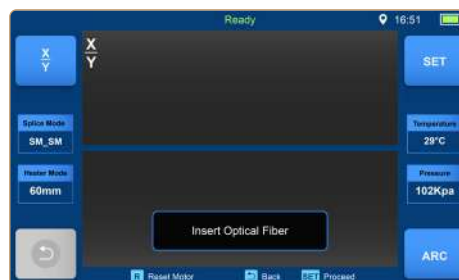 Ready
16:51
X
Y
X
Y
SET
Splice Mode
SM_SM
Temperature
29°C
Heater Mode
60mm
Pressure
102Kpa
Insert Optical Fiber
ARC
R Reset Motor
Back
SET Proceed